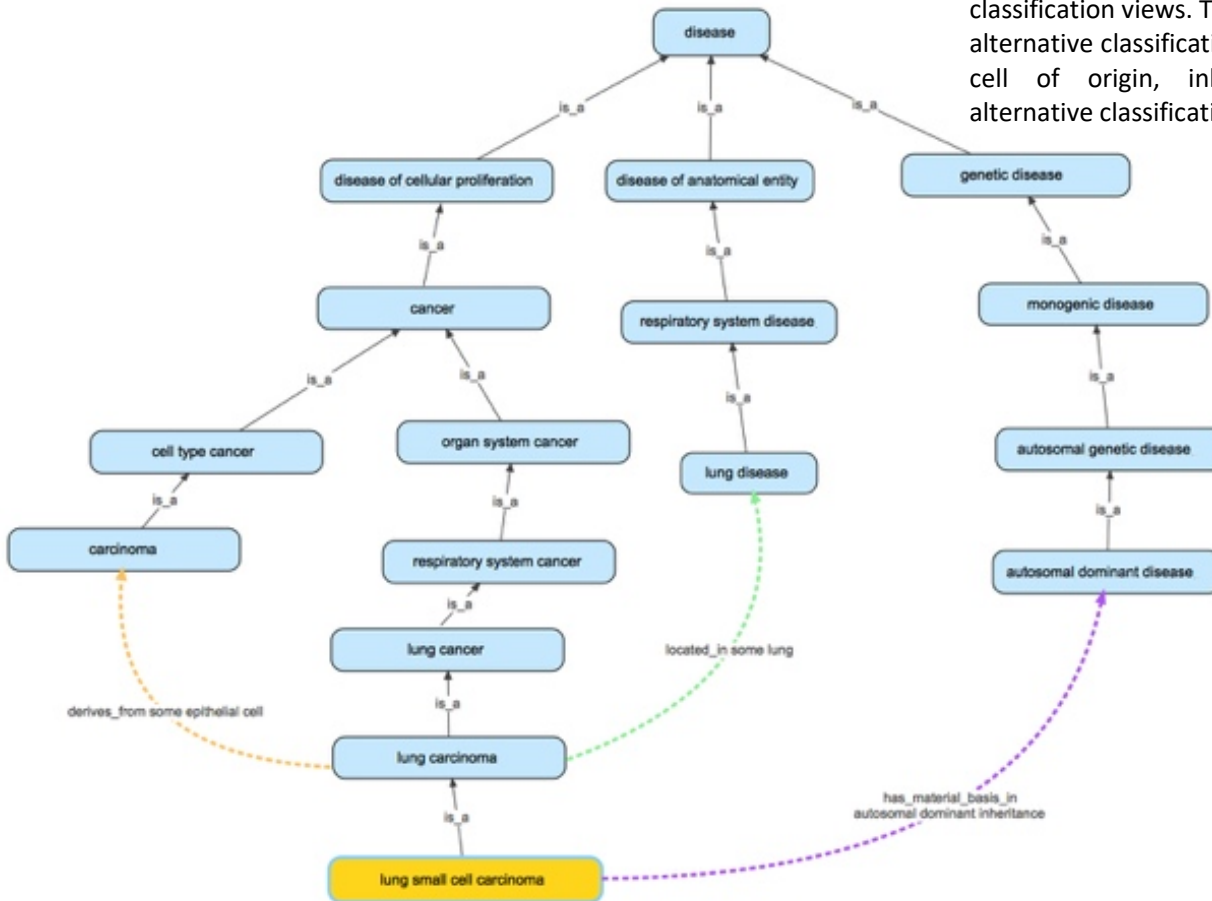 classification views. T
alternative classificati
cell of origin, inl
alternative classificati
disease
is_a
is_a
is_a
disease of cellular proliferation
disease of anatomical entity
genetic disease
is_a
is_a
is_a
cancer
respiratory system disease
monogenic disease
is_a
is_a
is_a
is_a
cell type cancer
organ system cancer
lung disease
autosomal genetic disease
is_a
is_a
is_a
carcinoma
respiratory system cancer
autosomal dominant disease
is_a
lung cancer
located_in some lung
is_a
derives_from some epithelial cell
lung carcinoma
has_material_basis_in
autosomal dominant inheritance
is_a
lung small cell carcinoma